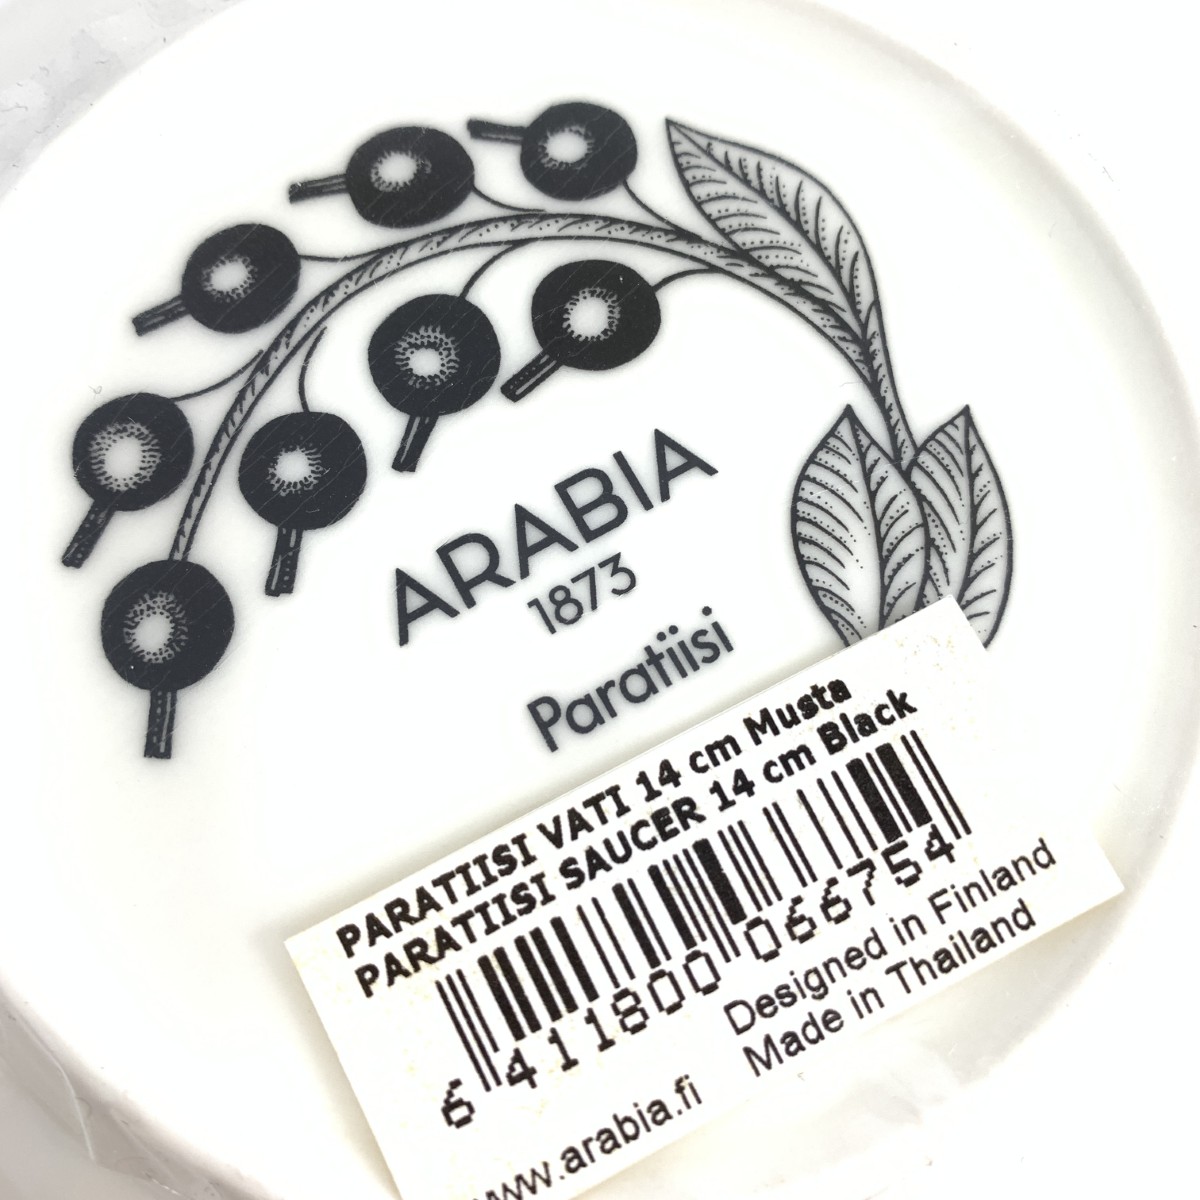 ARABIA
1873
Paratiisi
PARATIISI VATI 14 cm Musta
PARATIISI SAUCER 14 cm Black
6 411800 066754
Designed in Finland
Made in Thailand
www.arabia.fi